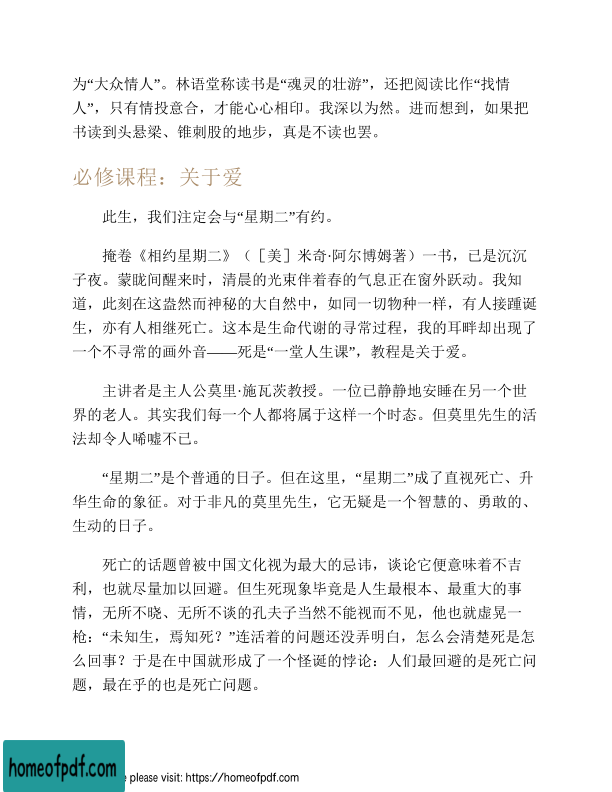 为“大众情人”。林语堂称读书是“魂灵的壮游”，还把阅读比作“找情
人”，只有情投意合，才能心心相印。我深以为然。进而想到，如果把
书读到头悬梁、锥刺股的地步，真是不读也罢。
必修课程：关于爱
此生，我们注定会与“星期二”有约。
掩卷《相约星期二》（［美］米奇·阿尔博姆著）一书，已是沉沉
子夜。蒙眬间醒来时，清晨的光束伴着春的气息正在窗外跃动。我知
道，此刻在这盎然而神秘的大自然中，如同一切物种一样，有人接踵诞
生，亦有人相继死亡。这本是生命代谢的寻常过程，我的耳畔却出现了
一个不寻常的画外音——死是“一堂人生课”，教程是关于爱。
主讲者是主人公莫里·施瓦茨教授。一位已静静地安睡在另一个世
界的老人。其实我们每一个人都将属于这样一个时态。但莫里先生的活
法却令人唏嘘不已。
“星期二”是个普通的日子。但在这里，“星期二”成了直视死亡、升
华生命的象征。对于非凡的莫里先生，它无疑是一个智慧的、勇敢的、
生动的日子。
死亡的话题曾被中国文化视为最大的忌讳，谈论它便意味着不吉
利，也就尽量加以回避。但生死现象毕竟是人生最根本、最重大的事
情，无所不晓、无所不谈的孔夫子当然不能视而不见，他也就虚晃一
枪：“未知生，焉知死？”连活着的问题还没弄明白，怎么会清楚死是怎
么回事？于是在中国就形成了一个怪诞的悖论：人们最回避的是死亡问
题，最在乎的也是死亡问题。
homeofpdf.com
e please visit: https://homeofpdf.com